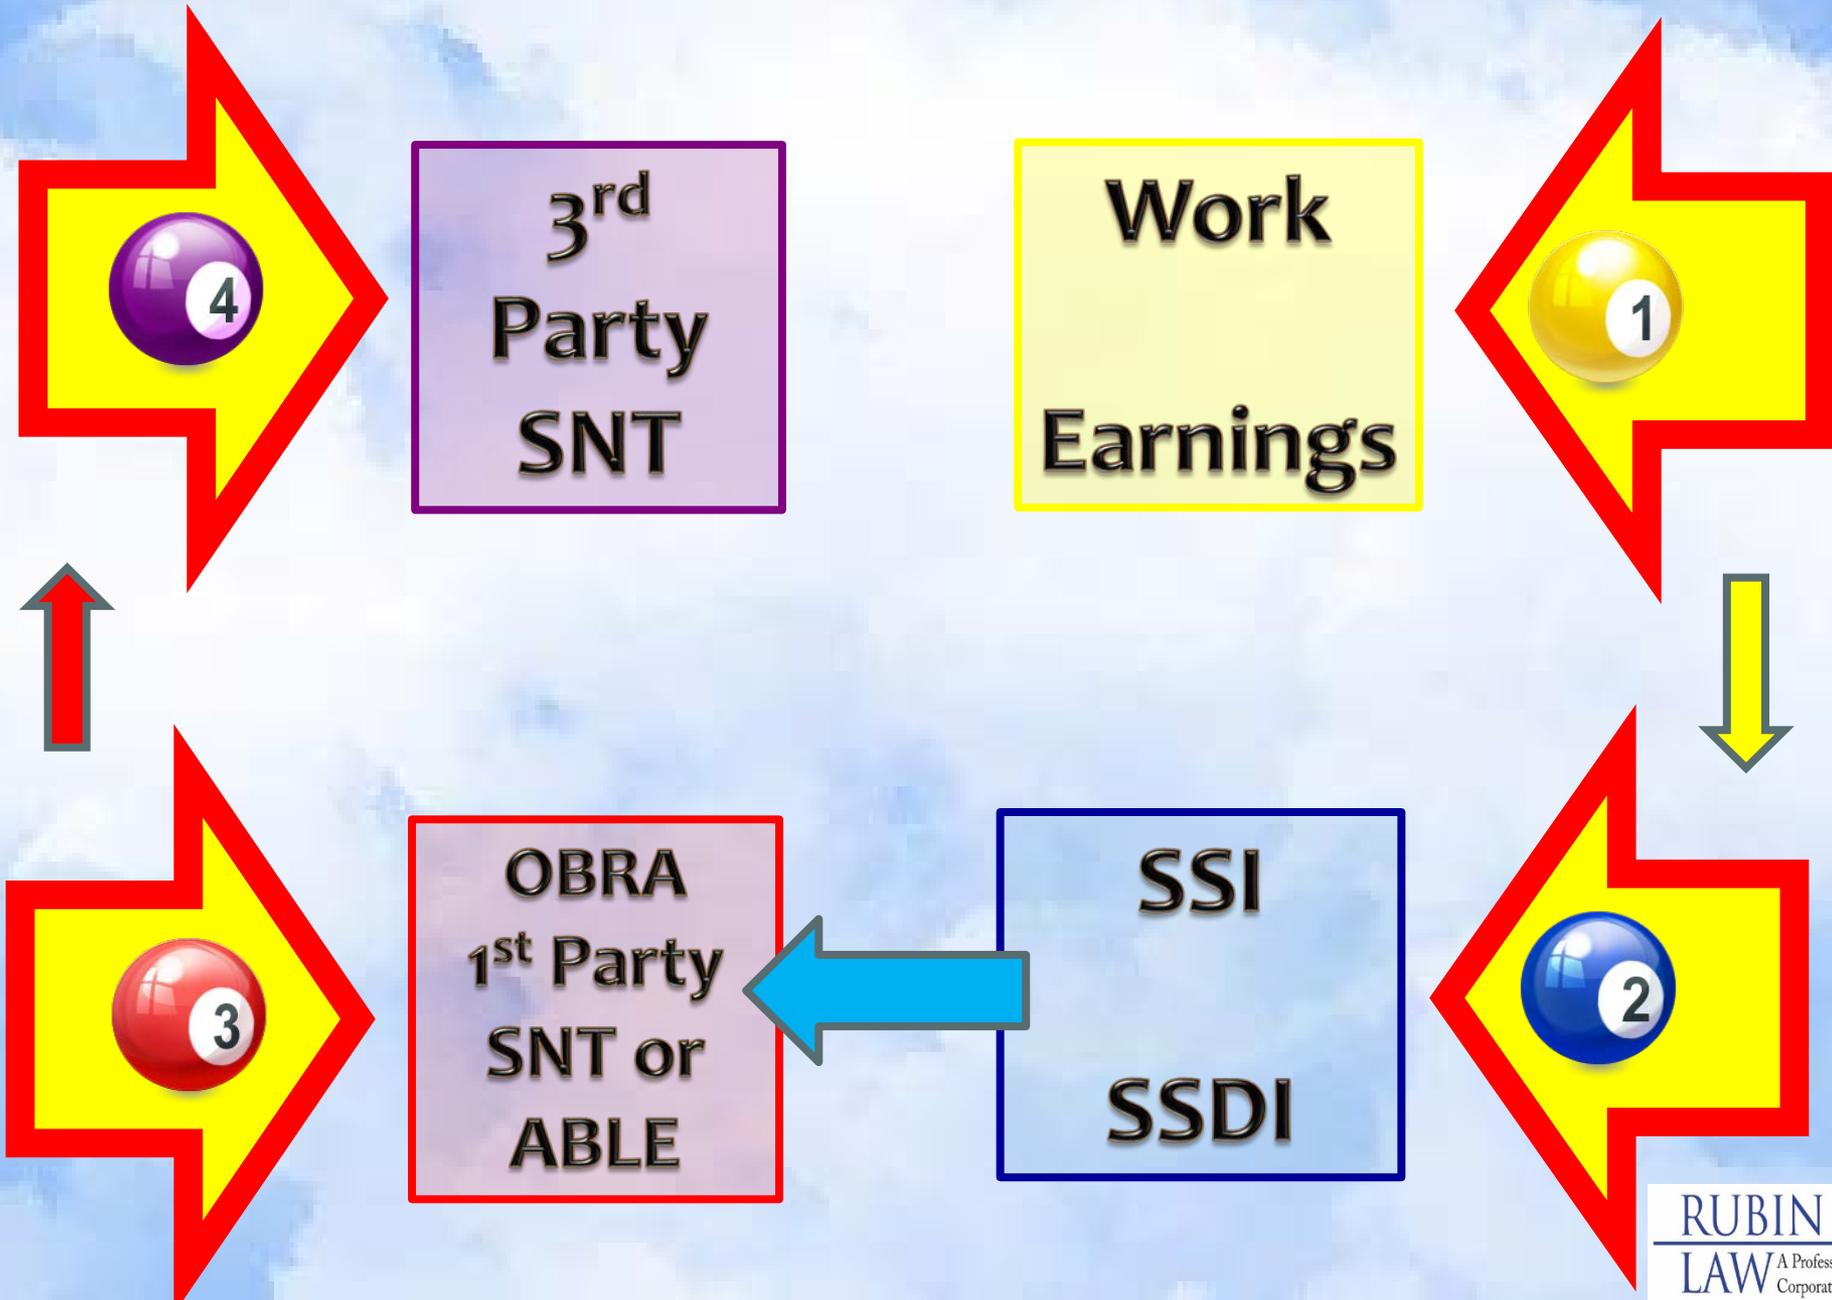 4
3rd
Party
SNT
Work
Earnings
1
3
OBRA
1st Party
SNT or
ABLE
SSI
SSDI
2
RUBIN
LAW
A